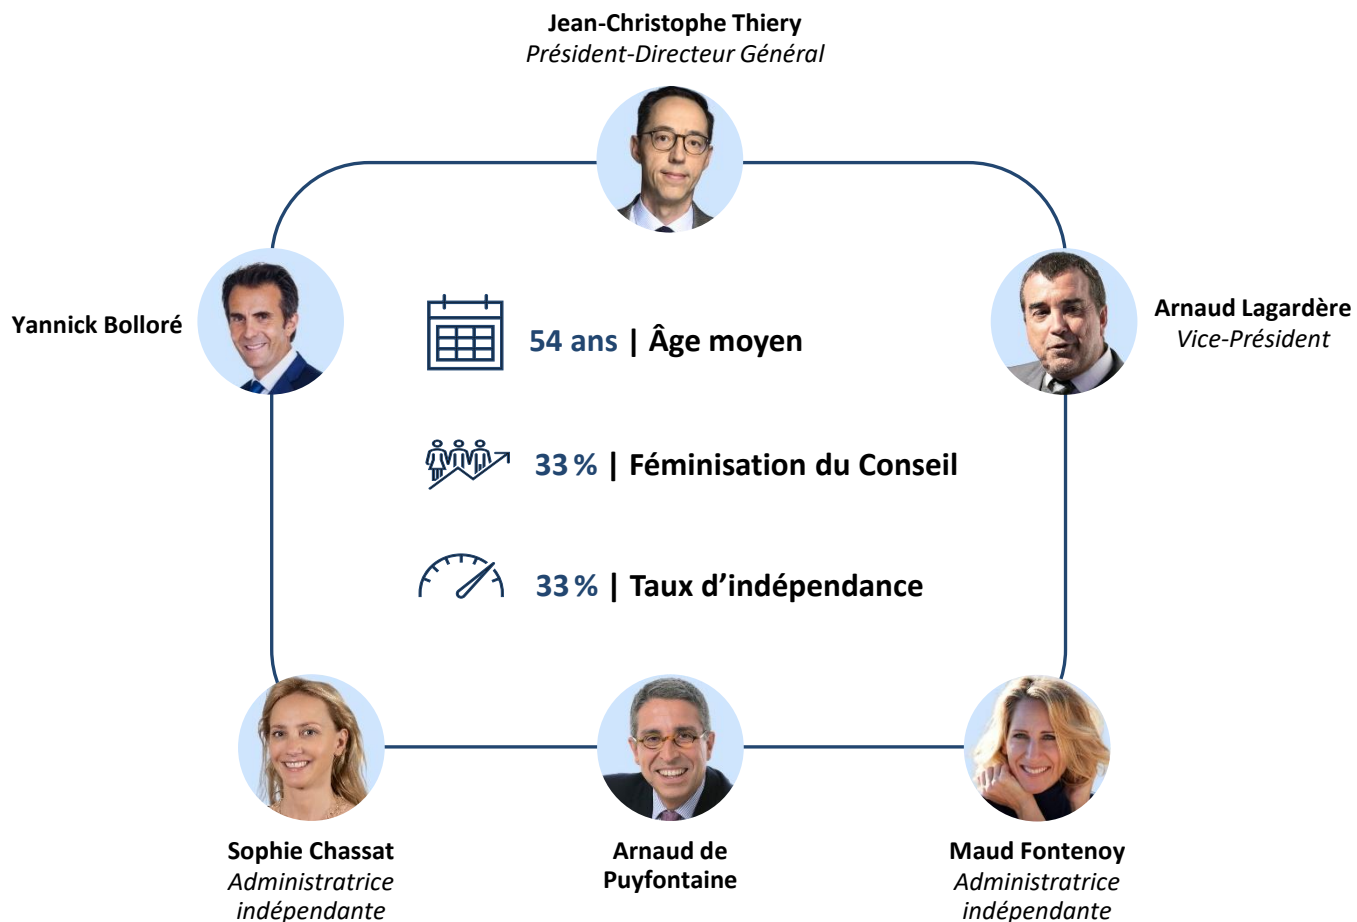 Jean-Christophe Thiery
Président-Directeur Général
Yannick Bolloré
Arnaud Lagardère
Vice-Président
54 ans | Âge moyen
33 % | Féminisation du Conseil
33 % | Taux d’indépendance
Sophie Chassat
Administratrice
indépendante
Arnaud de
Puyfontaine
Maud Fontenoy
Administratrice
indépendante